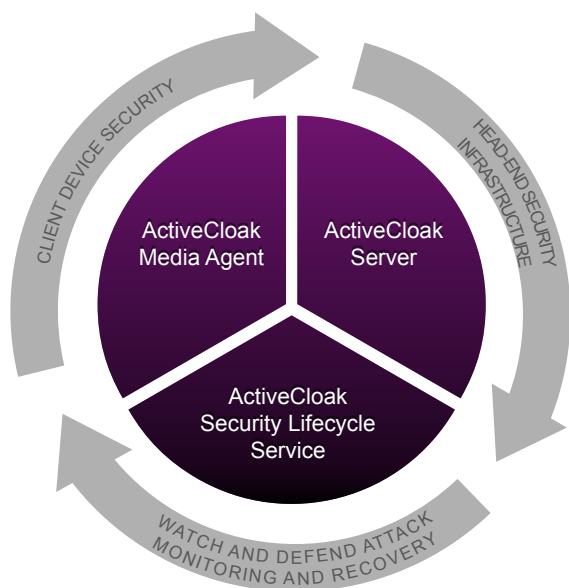 CLIENT DEVICE SECURITY
HEAD-END SECURITY
INFRASTRUCTURE
ActiveCloak
Media Agent
ActiveCloak
Server
ActiveCloak
Security Lifecycle
Service
WATCH AND DEFEND ATTACK
MONITORING AND RECOVERY